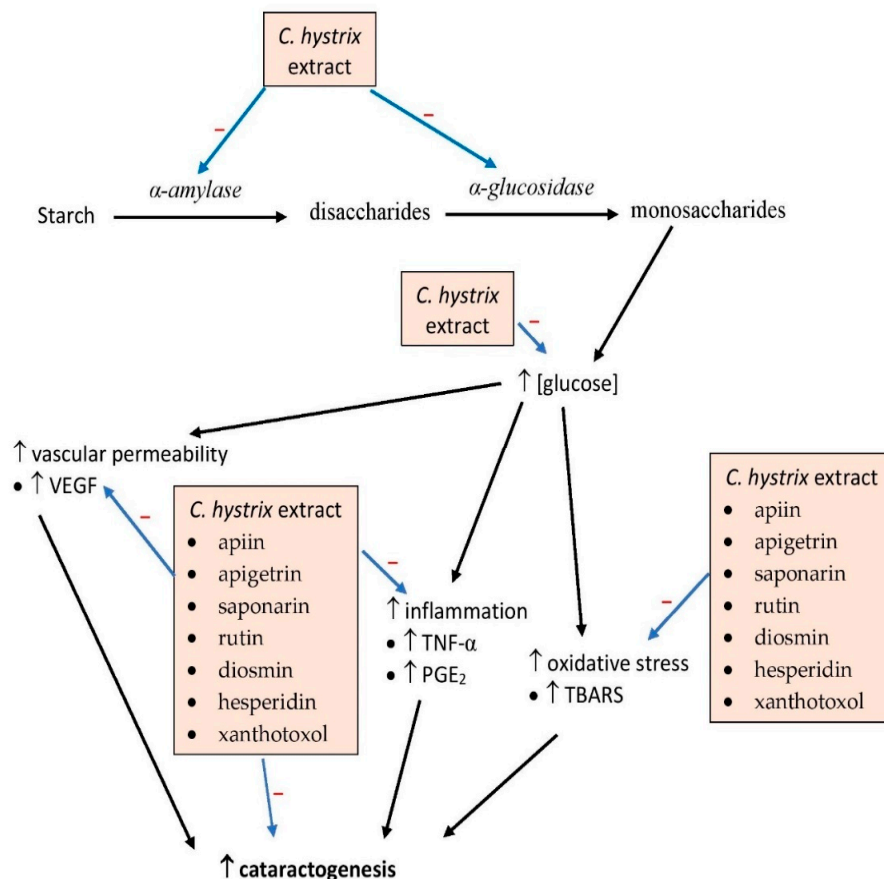 C. hystrix
extract
–
–
α-amylase
α-glucosidase
Starch
disaccharides
monosaccharides
C. hystrix
extract
–
↑ [glucose]
↑ vascular permeability
• ↑ VEGF
–
C. hystrix extract
• apiin
• apigetrin
• saponarin
• rutin
• diosmin
• hesperidin
• xanthotoxol
–
↑ inflammation
• ↑ TNF-α
• ↑ PGE₂
C. hystrix extract
• apiin
• apigetrin
• saponarin
• rutin
• diosmin
• hesperidin
• xanthotoxol
–
↑ oxidative stress
• ↑ TBARS
–
↑ cataractogenesis